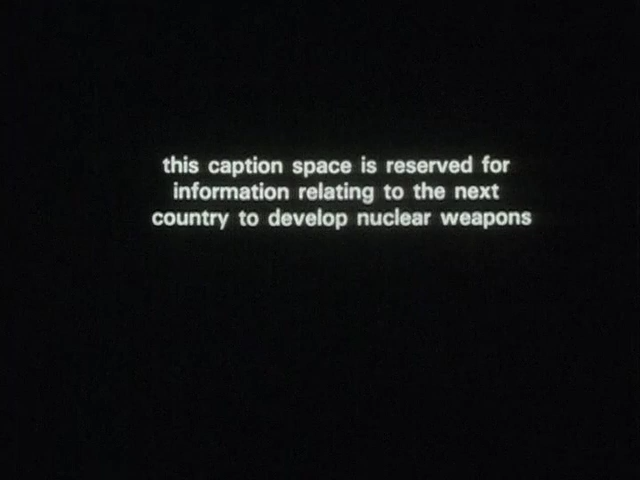 this caption space is reserved for
information relating to the next
country to develop nuclear weapons